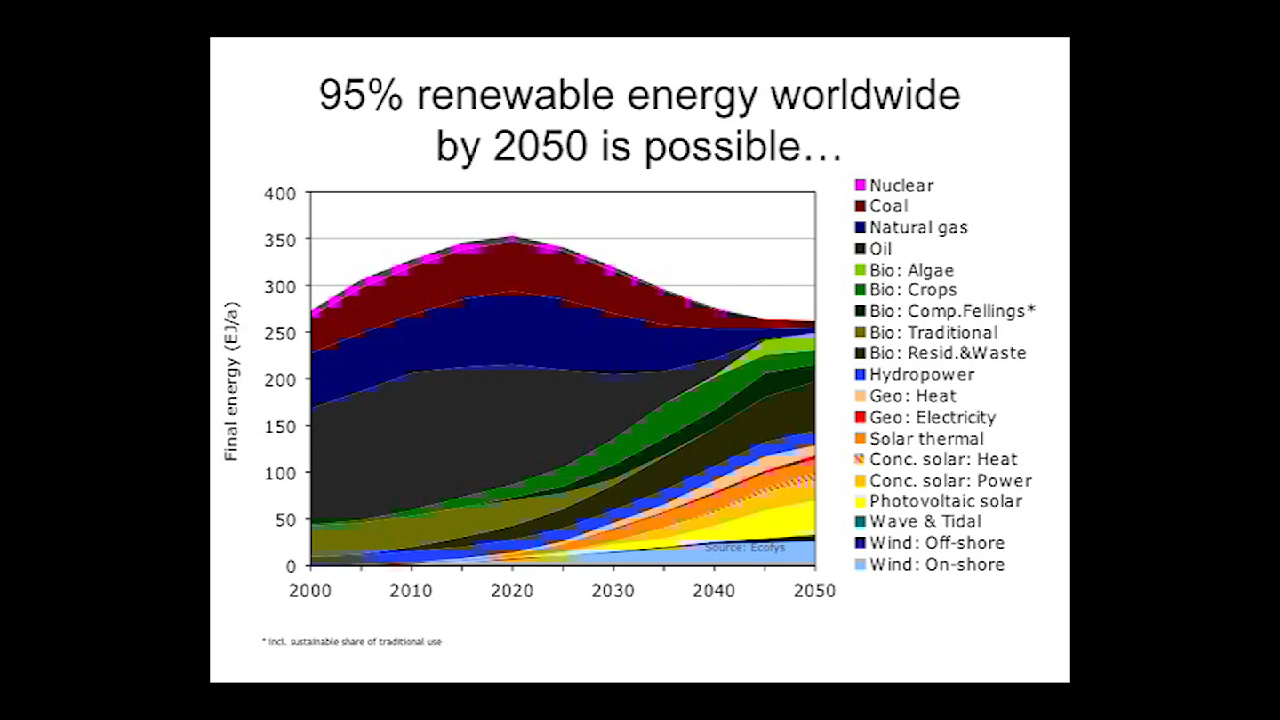 95% renewable energy worldwide
by 2050 is possible…
400
350
300
250
200
150
100
50
0
Final energy (EJ/a)
2000 2010 2020 2030 2040 2050
Source: Ecofys
Nuclear
Coal
Natural gas
Oil
Bio: Algae
Bio: Crops
Bio: Comp.Fellings*
Bio: Traditional
Bio: Resid.&Waste
Hydropower
Geo: Heat
Geo: Electricity
Solar thermal
Conc. solar: Heat
Conc. solar: Power
Photovoltaic solar
Wave & Tidal
Wind: Off-shore
Wind: On-shore
* incl. sustainable share of traditional use